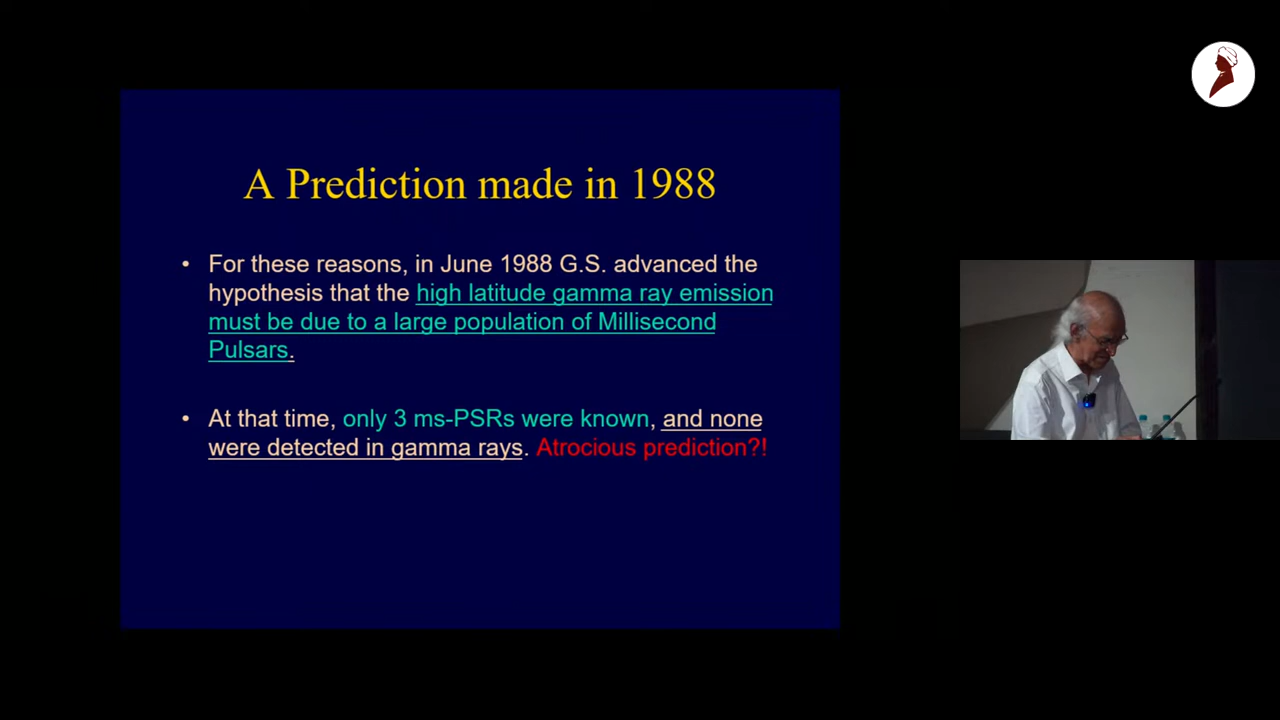 A Prediction made in 1988
• For these reasons, in June 1988 G.S. advanced the
hypothesis that the high latitude gamma ray emission
must be due to a large population of Millisecond
Pulsars.
• At that time, only 3 ms-PSRs were known, and none
were detected in gamma rays. Atrocious prediction?!